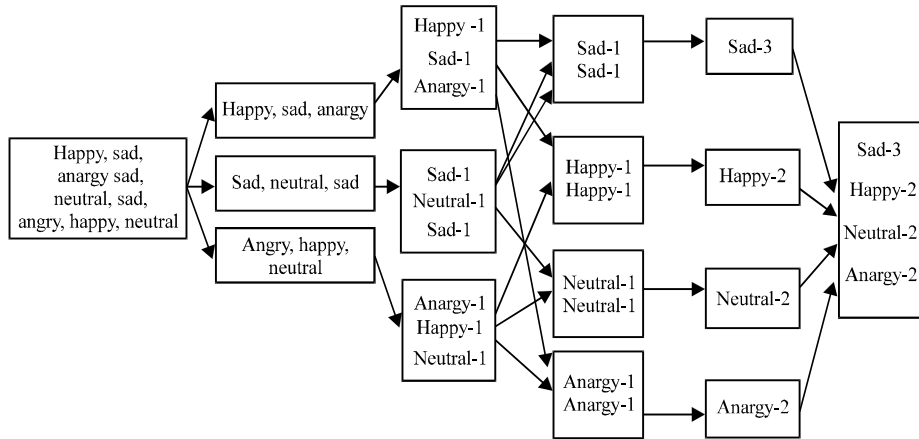 Happy, sad,
anargy sad,
neutral, sad,
angry, happy, neutral
Happy, sad, anargy
Sad, neutral, sad
Angry, happy,
neutral
Happy -1
Sad-1
Anargy-1
Sad-1
Neutral-1
Sad-1
Anargy-1
Happy-1
Neutral-1
Sad-1
Sad-1
Happy-1
Happy-1
Neutral-1
Neutral-1
Anargy-1
Anargy-1
Sad-3
Happy-2
Neutral-2
Anargy-2
Sad-3
Happy-2
Neutral-2
Anargy-2